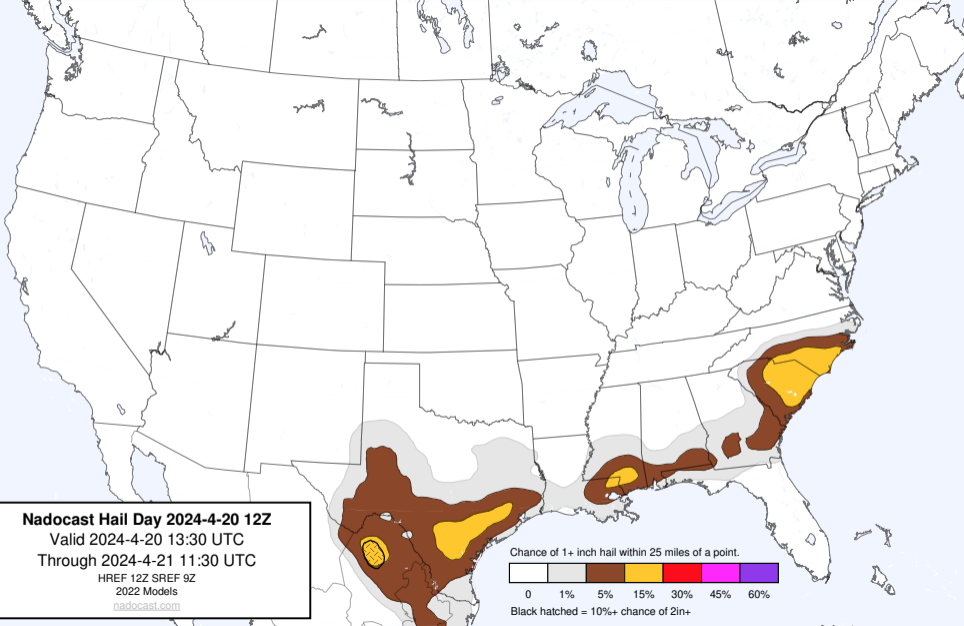 Nadocast Hail Day 2024-4-20 12Z
Valid 2024-4-20 13:30 UTC
Through 2024-4-21 11:30 UTC
HREF 12Z SREF 9Z
2022 Models
nadocast.com
Chance of 1+ inch hail within 25 miles of a point.
0 1% 5% 15% 30% 45% 60%
Black hatched = 10%+ chance of 2in+